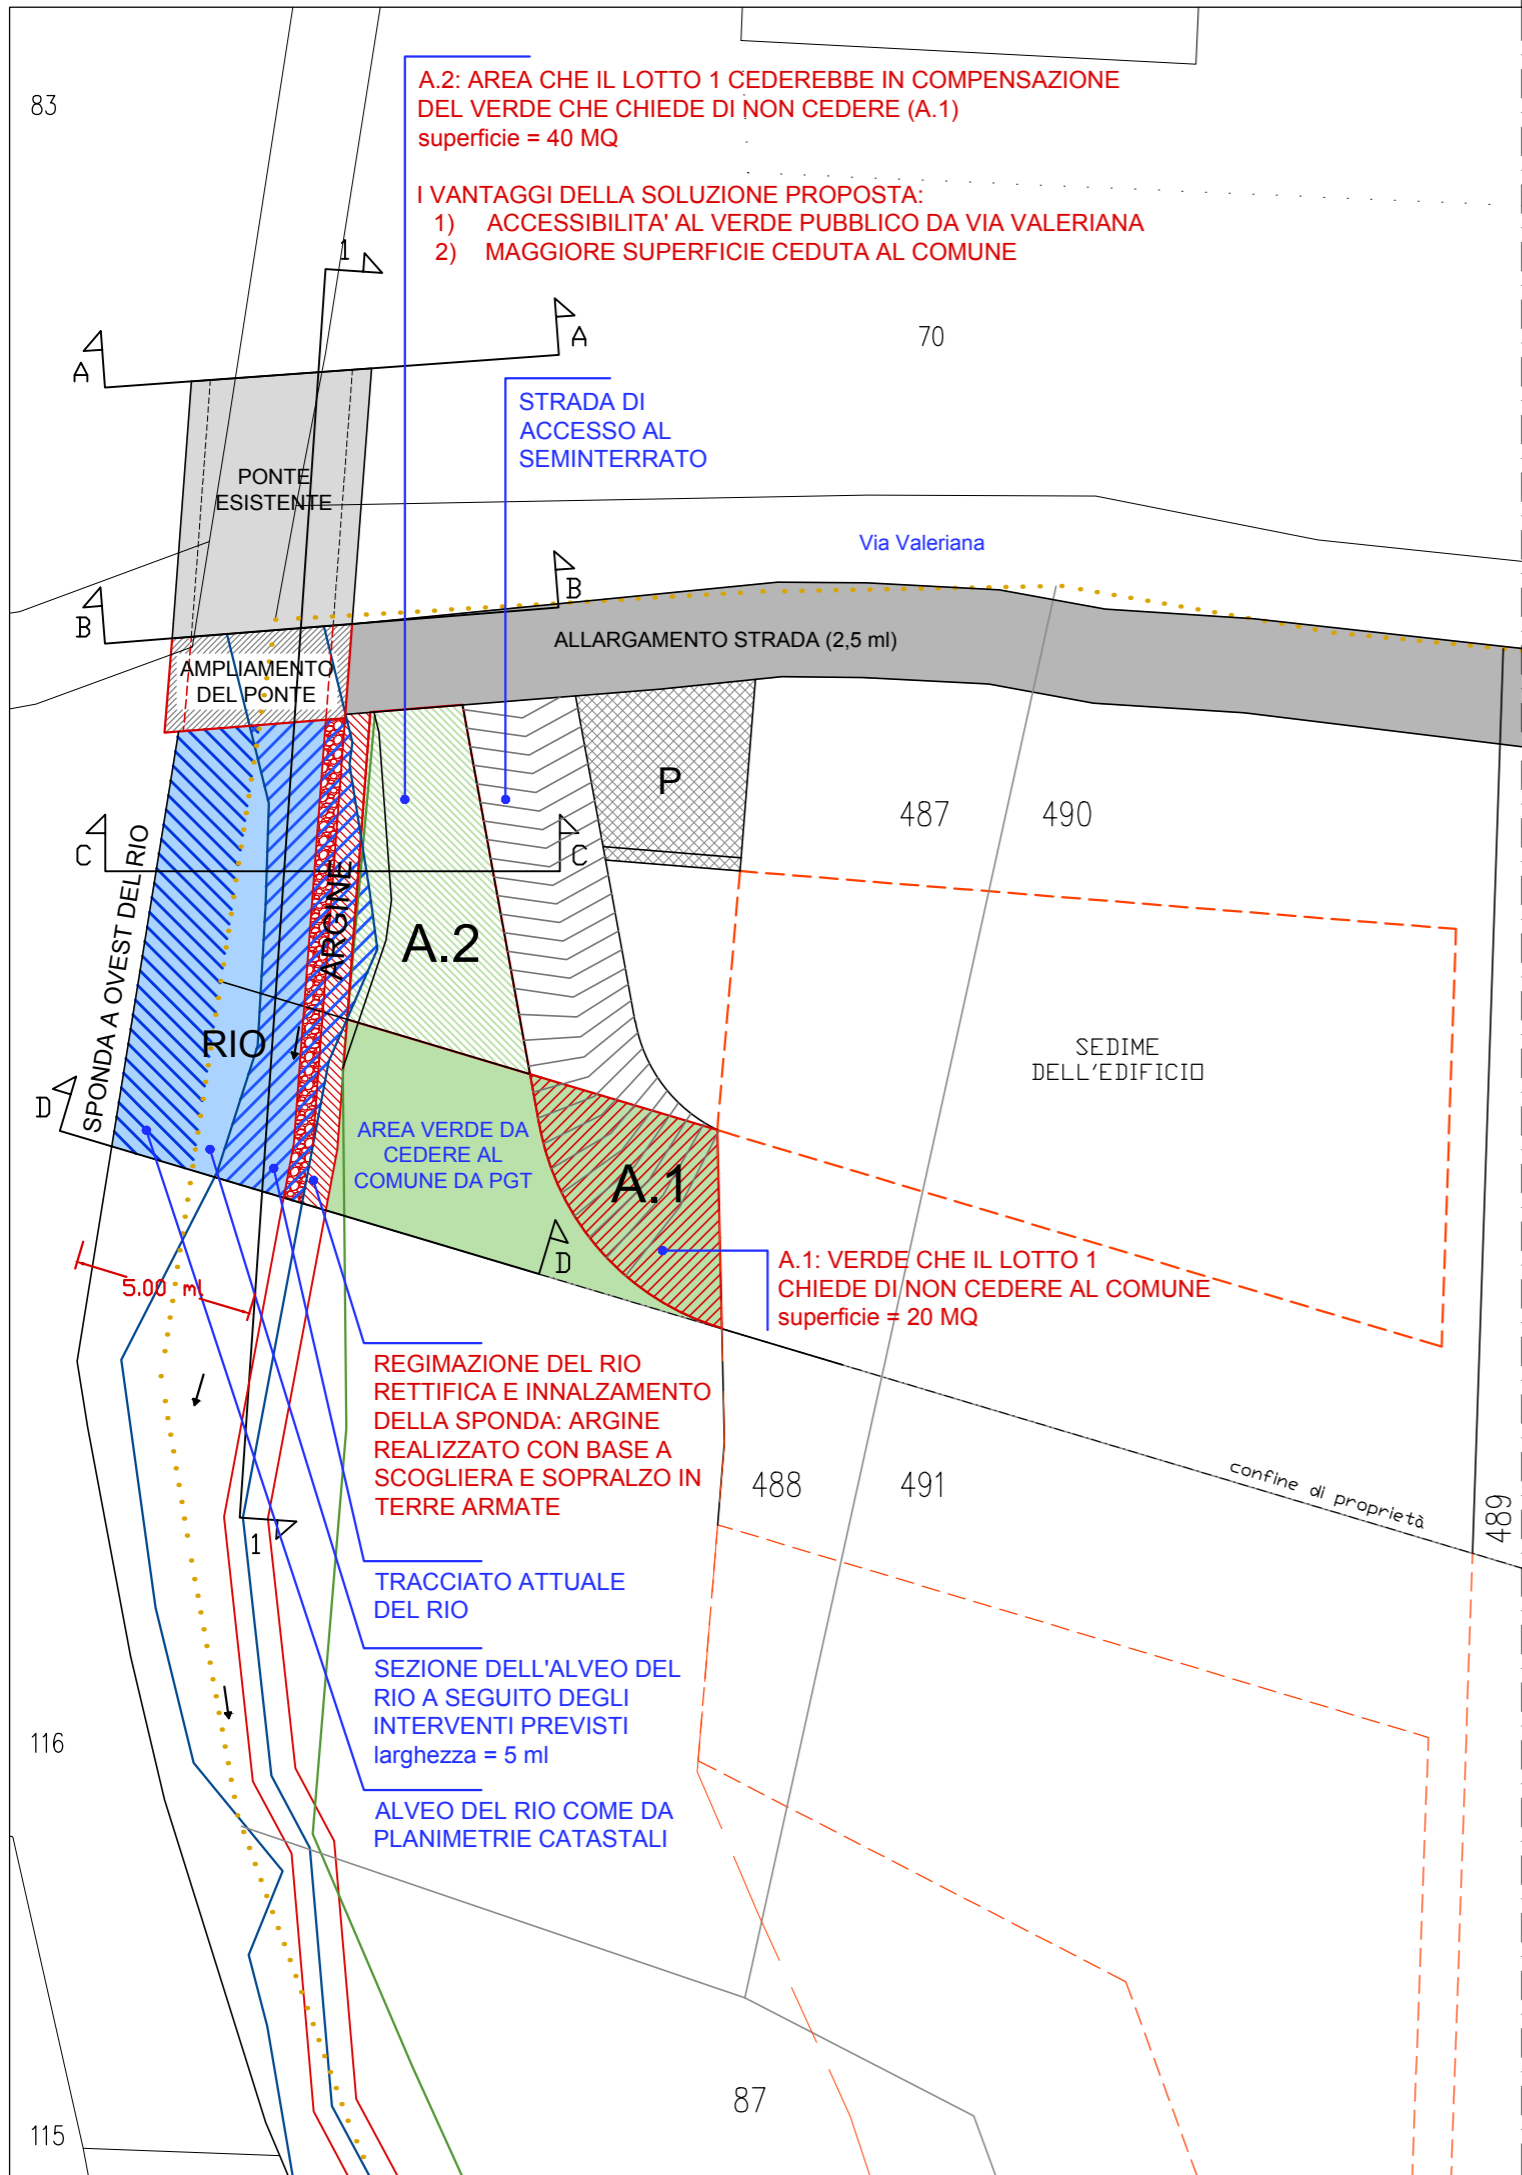 83
A.2: AREA CHE IL LOTTO 1 CEDEREBBE IN COMPENSAZIONE
DEL VERDE CHE CHIEDE DI NON CEDERE (A.1)
superficie = 40 MQ
I VANTAGGI DELLA SOLUZIONE PROPOSTA:
1) ACCESSIBILITA' AL VERDE PUBBLICO DA VIA VALERIANA
2) MAGGIORE SUPERFICIE CEDUTA AL COMUNE
1
A
A
70
STRADA DI
ACCESSO AL
SEMINTERRATO
PONTE
ESISTENTE
Via Valeriana
B
B
ALLARGAMENTO STRADA (2,5 ml)
AMPLIAMENTO
DEL PONTE
P
487
490
C
C
SPONDA A OVEST DEL RIO
ARGINE
A.2
RIO
SEDIME
DELL'EDIFICIO
D
AREA VERDE DA
CEDERE AL
COMUNE DA PGT
A.1
D
A.1: VERDE CHE IL LOTTO 1
CHIEDE DI NON CEDERE AL COMUNE
superficie = 20 MQ
5.00 ml
REGIMAZIONE DEL RIO
RETTIFICA E INNALZAMENTO
DELLA SPONDA: ARGINE
REALIZZATO CON BASE A
SCOGLIERA E SOPRALZO IN
TERRE ARMATE
488
491
confine di proprietà
489
1
TRACCIATO ATTUALE
DEL RIO
SEZIONE DELL'ALVEO DEL
RIO A SEGUITO DEGLI
INTERVENTI PREVISTI
larghezza = 5 ml
116
ALVEO DEL RIO COME DA
PLANIMETRIE CATASTALI
87
115